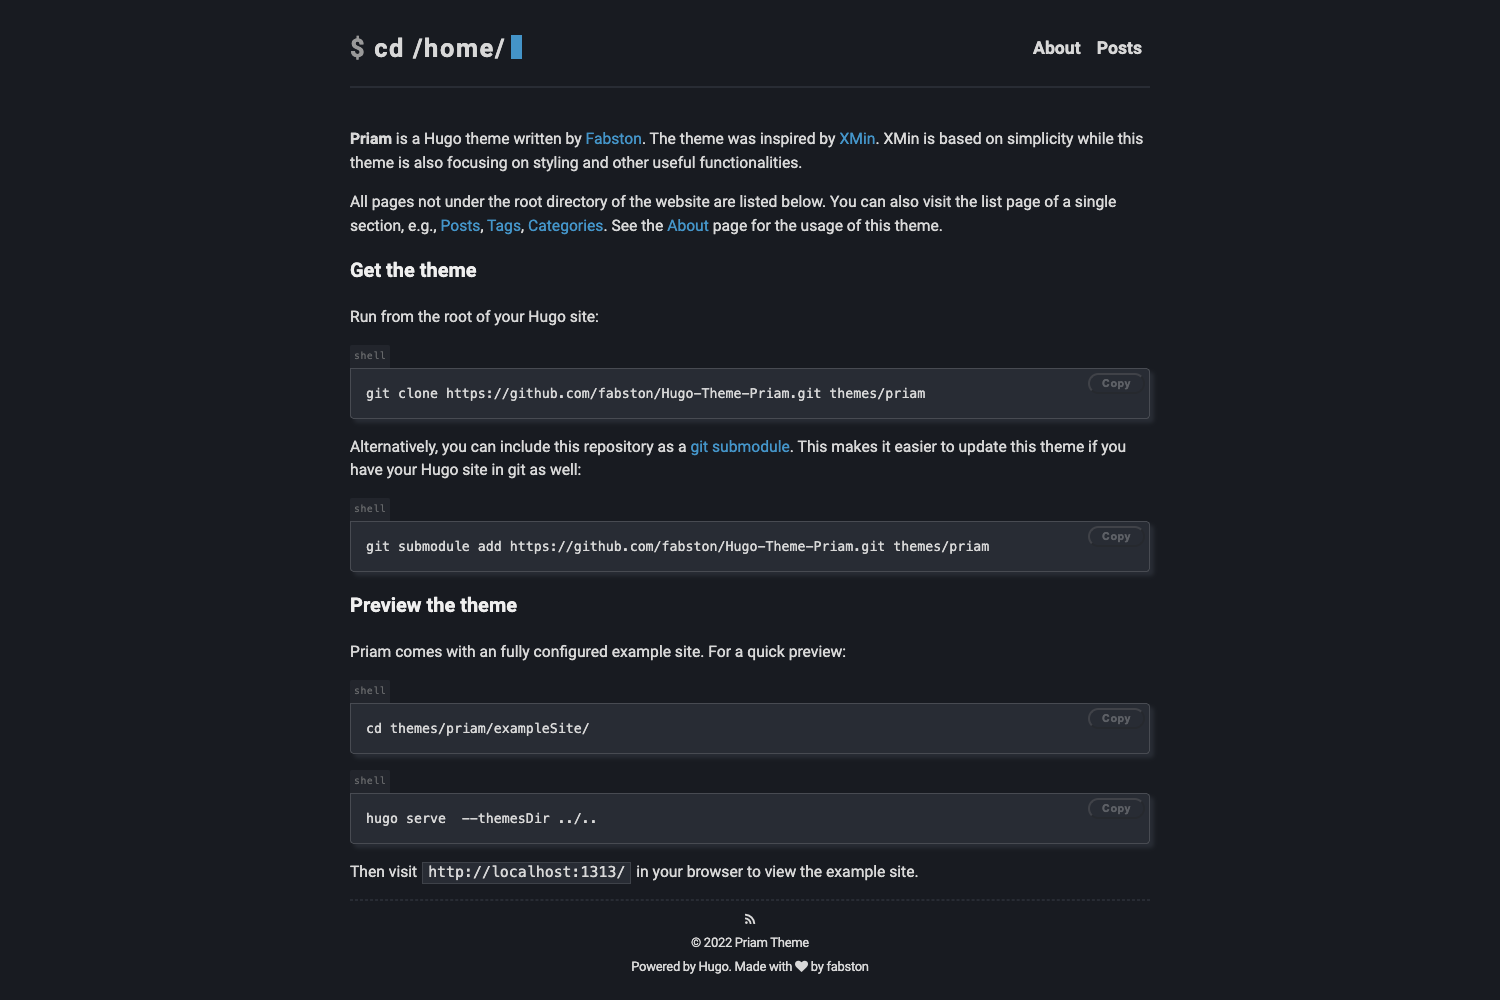 $ cd /home/
About Posts
Priam is a Hugo theme written by Fabston. The theme was inspired by XMin. XMin is based on simplicity while this
theme is also focusing on styling and other useful functionalities.
All pages not under the root directory of the website are listed below. You can also visit the list page of a single
section, e.g., Posts, Tags, Categories. See the About page for the usage of this theme.
Get the theme
Run from the root of your Hugo site:
shell
Copy
git clone https://github.com/fabston/Hugo-Theme-Priam.git themes/priam
Alternatively, you can include this repository as a git submodule. This makes it easier to update this theme if you
have your Hugo site in git as well:
shell
Copy
git submodule add https://github.com/fabston/Hugo-Theme-Priam.git themes/priam
Preview the theme
Priam comes with an fully configured example site. For a quick preview:
shell
Copy
cd themes/priam/exampleSite/
shell
Copy
hugo serve  --themesDir ../..
Then visit http://localhost:1313/ in your browser to view the example site.
© 2022 Priam Theme
Powered by Hugo. Made with ♥ by fabston